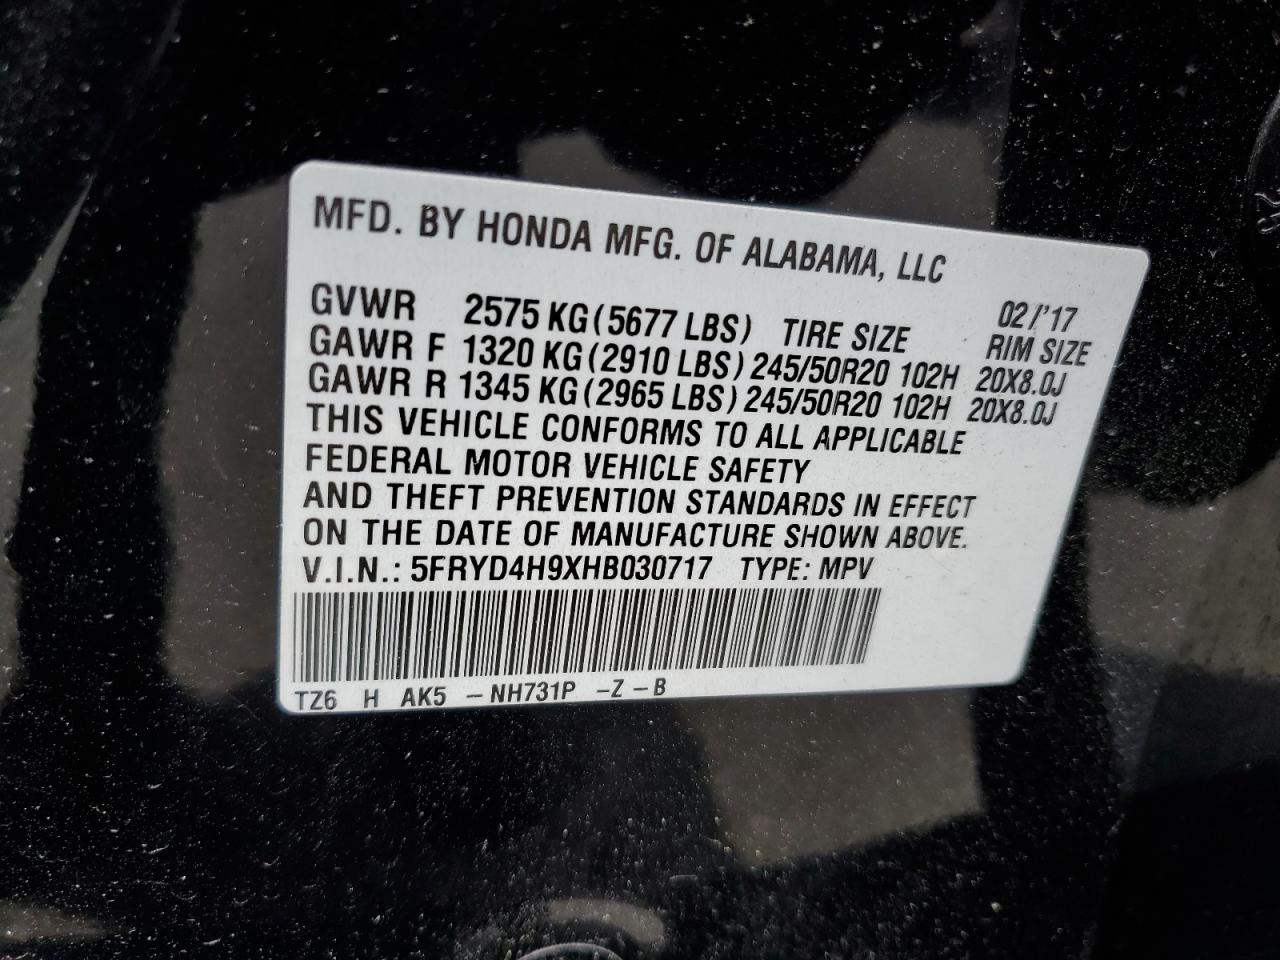 MFD. BY HONDA MFG. OF ALABAMA, LLC
02/'17
GVWR 2575 KG(5677 LBS) TIRE SIZE RIM SIZE
GAWR F 1320 KG(2910 LBS) 245/50R20 102H 20X8.0J
GAWR R 1345 KG(2965 LBS) 245/50R20 102H 20X8.0J
THIS VEHICLE CONFORMS TO ALL APPLICABLE
FEDERAL MOTOR VEHICLE SAFETY
AND THEFT PREVENTION STANDARDS IN EFFECT
ON THE DATE OF MANUFACTURE SHOWN ABOVE.
V.I.N.: 5FRYD4H9XHB030717 TYPE: MPV
TZ6 H AK5 -NH731P -Z-B